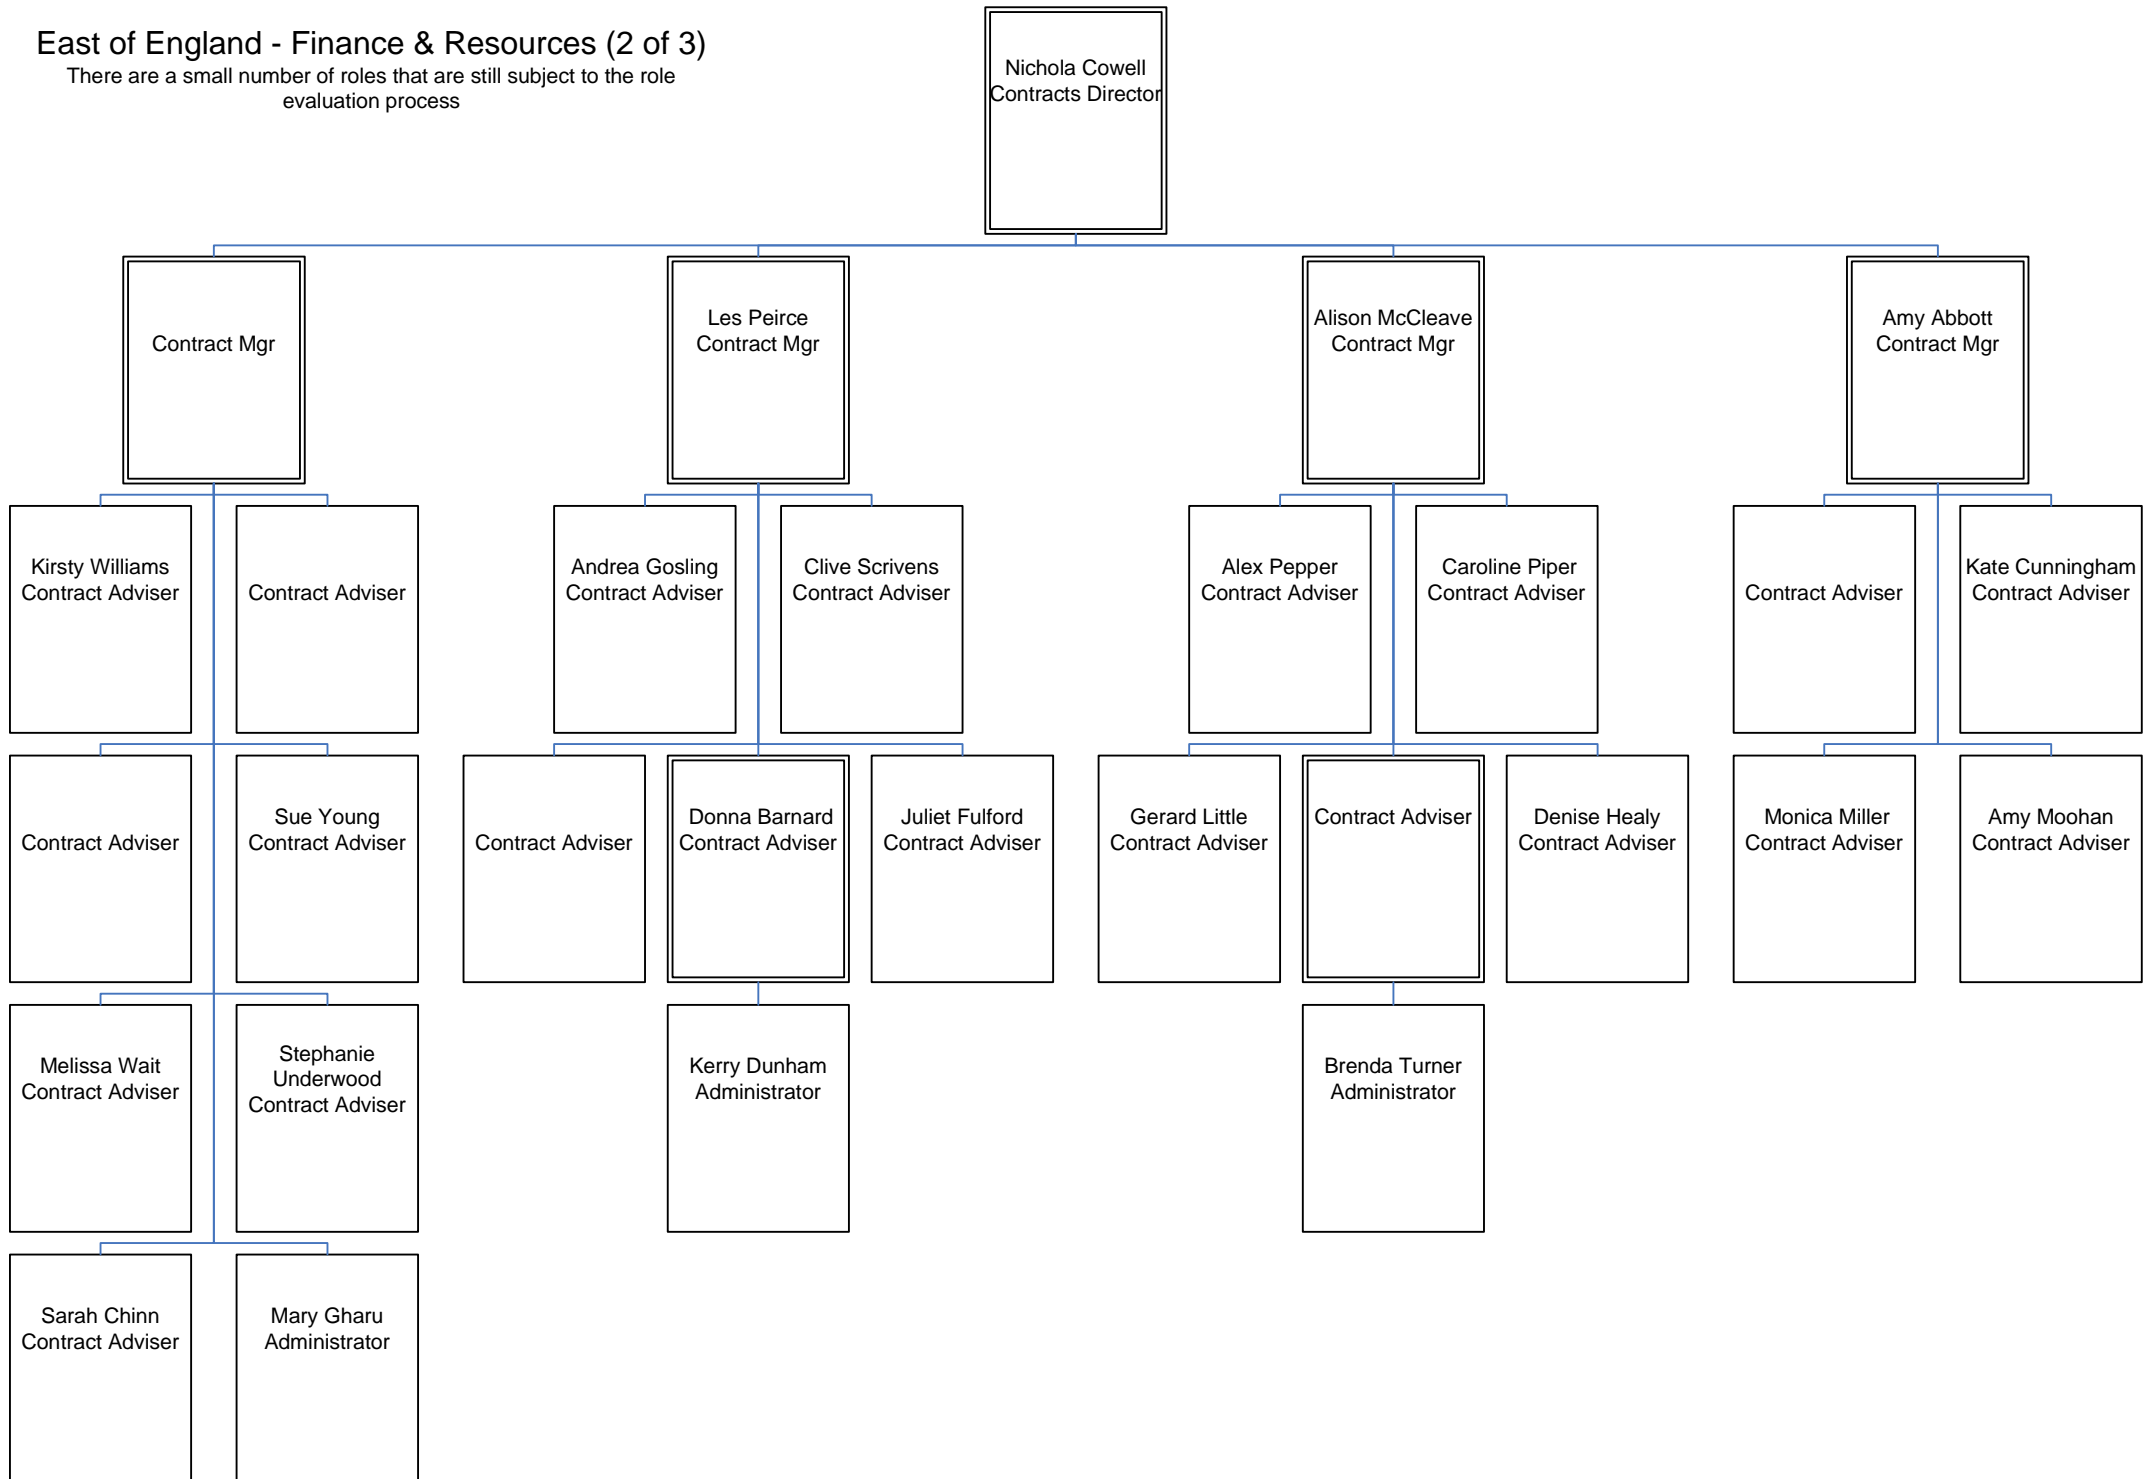 East of England - Finance & Resources (2 of 3)
There are a small number of roles that are still subject to the role
evaluation process
Nichola Cowell
Contracts Director
Contract Mgr
Les Peirce
Contract Mgr
Alison McCleave
Contract Mgr
Amy Abbott
Contract Mgr
Kirsty Williams
Contract Adviser
Contract Adviser
Andrea Gosling
Contract Adviser
Clive Scrivens
Contract Adviser
Alex Pepper
Contract Adviser
Caroline Piper
Contract Adviser
Contract Adviser
Kate Cunningham
Contract Adviser
Contract Adviser
Sue Young
Contract Adviser
Contract Adviser
Donna Barnard
Contract Adviser
Juliet Fulford
Contract Adviser
Gerard Little
Contract Adviser
Contract Adviser
Denise Healy
Contract Adviser
Monica Miller
Contract Adviser
Amy Moohan
Contract Adviser
Melissa Wait
Contract Adviser
Stephanie
Underwood
Contract Adviser
Kerry Dunham
Administrator
Brenda Turner
Administrator
Sarah Chinn
Contract Adviser
Mary Gharu
Administrator